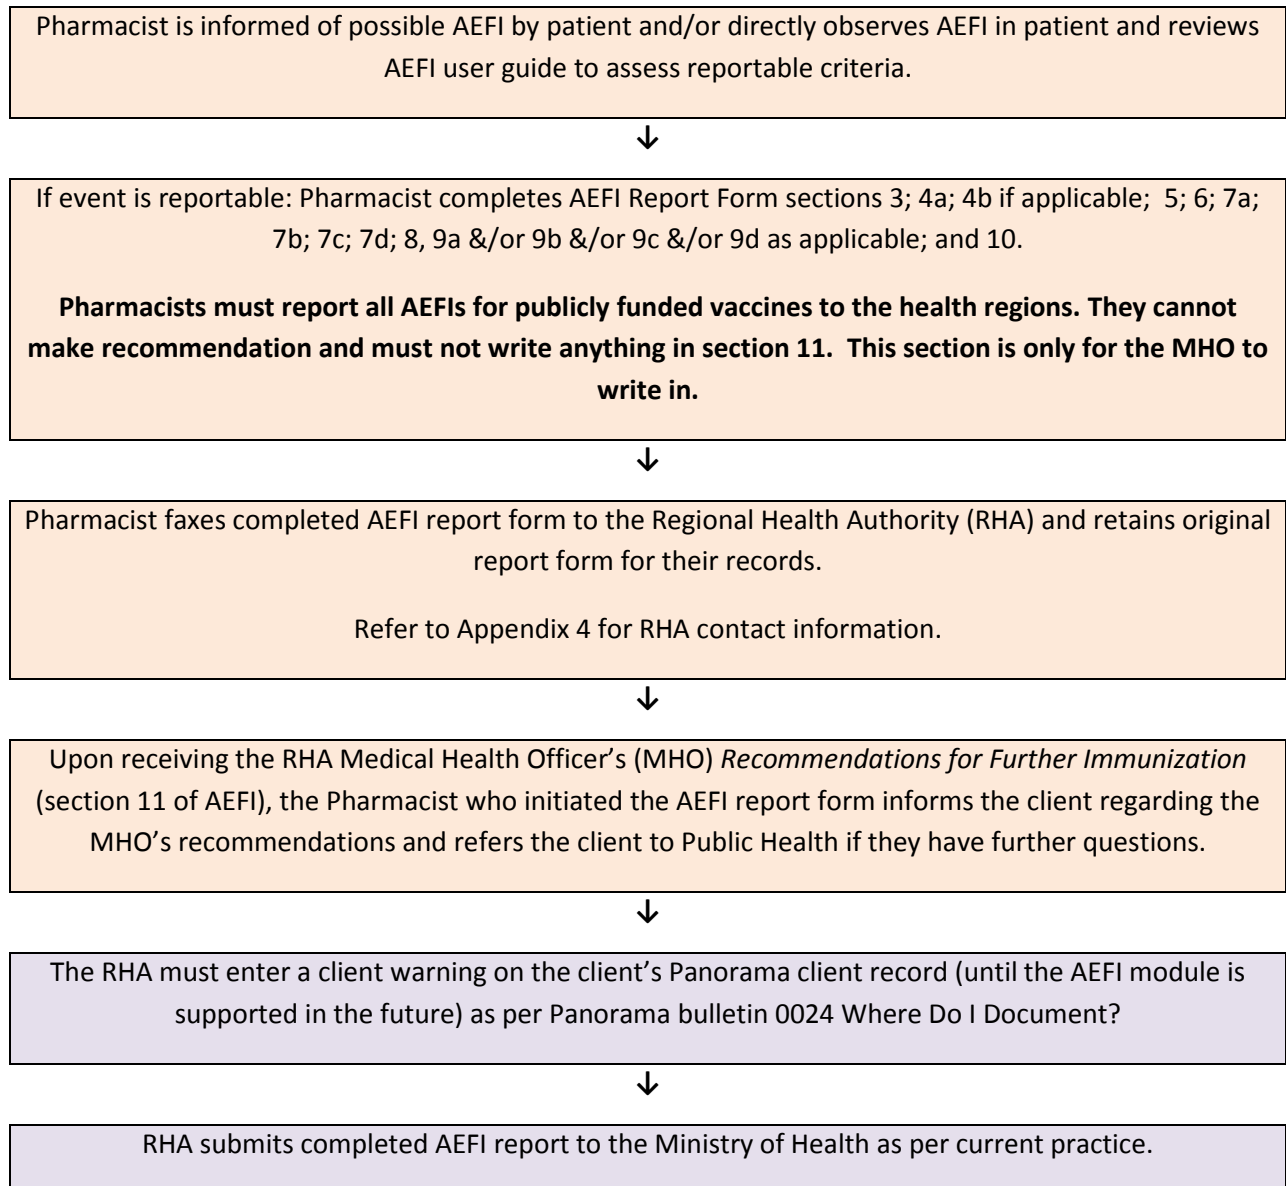 Pharmacist is informed of possible AEFI by patient and/or directly observes AEFI in patient and reviews
AEFI user guide to assess reportable criteria.
↓
If event is reportable: Pharmacist completes AEFI Report Form sections 3; 4a; 4b if applicable;  5; 6; 7a;
7b; 7c; 7d; 8, 9a &/or 9b &/or 9c &/or 9d as applicable; and 10.
Pharmacists must report all AEFIs for publicly funded vaccines to the health regions. They cannot
make recommendation and must not write anything in section 11.  This section is only for the MHO to
write in.
↓
Pharmacist faxes completed AEFI report form to the Regional Health Authority (RHA) and retains original
report form for their records.
Refer to Appendix 4 for RHA contact information.
↓
Upon receiving the RHA Medical Health Officer’s (MHO) Recommendations for Further Immunization
(section 11 of AEFI), the Pharmacist who initiated the AEFI report form informs the client regarding the
MHO’s recommendations and refers the client to Public Health if they have further questions.
↓
The RHA must enter a client warning on the client’s Panorama client record (until the AEFI module is
supported in the future) as per Panorama bulletin 0024 Where Do I Document?
↓
RHA submits completed AEFI report to the Ministry of Health as per current practice.